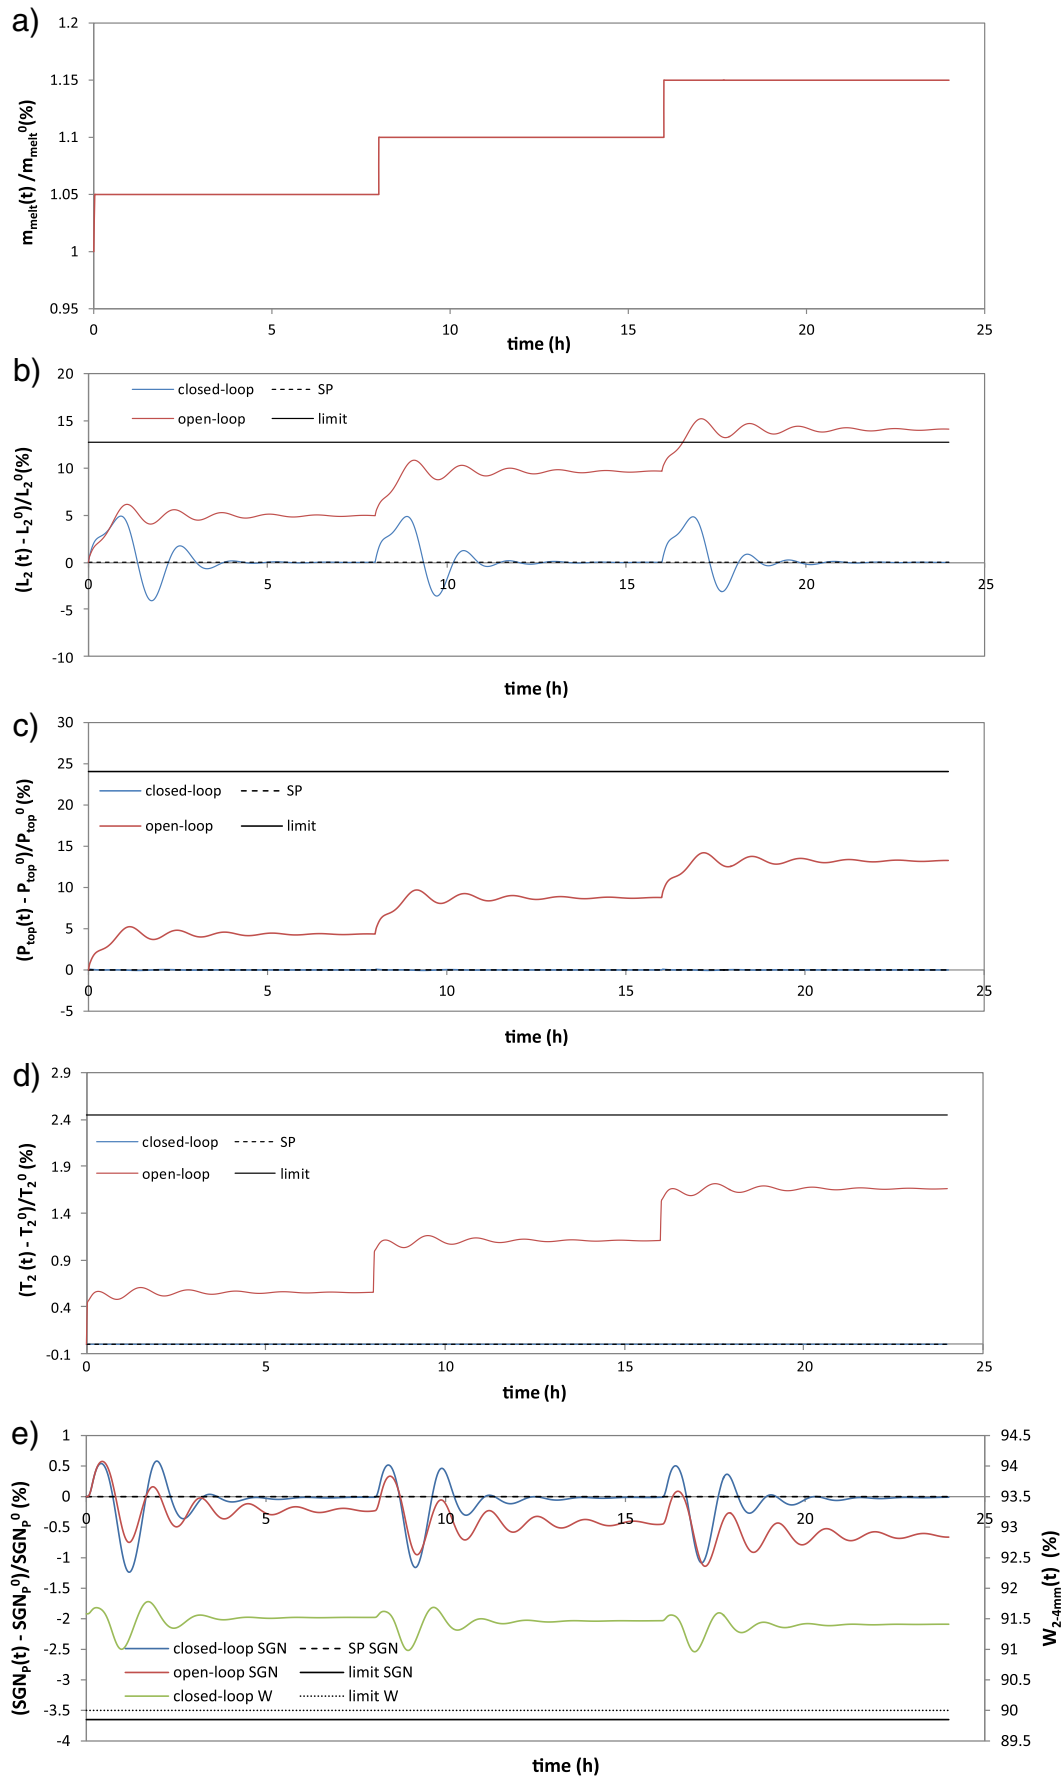 a)
1.2
1.15
1.1
1.05
1
0.95
m_melt(t) /m_melt^0(%)
0 5 10 15 20 25
time (h)
b)
20
15
10
5
0
-5
-10
(L_2 (t) - L_2^0)/L_2^0(%)
closed-loop SP
open-loop limit
0 5 10 15 20 25
time (h)
c)
30
25
20
15
10
5
0
-5
(P_top(t) - P_top^0)/P_top^0 (%)
closed-loop SP
open-loop limit
0 5 10 15 20 25
time (h)
d)
2.9
2.4
1.9
1.4
0.9
0.4
-0.1
(T_2 (t) - T_2^0)/T_2^0 (%)
closed-loop SP
open-loop limit
0 5 10 15 20 25
time (h)
e)
1
0.5
0
-0.5
-1
-1.5
-2
-2.5
-3
-3.5
-4
(SGN_P(t) - SGN_P^0)/SGN_P^0 (%)
0 5 10 15 20 25
closed-loop SGN SP SGN
open-loop SGN limit SGN
closed-loop W limit W
94.5
94
93.5
93
92.5
92
91.5
91
90.5
90
89.5
W_2-4mm(t) (%)
time (h)